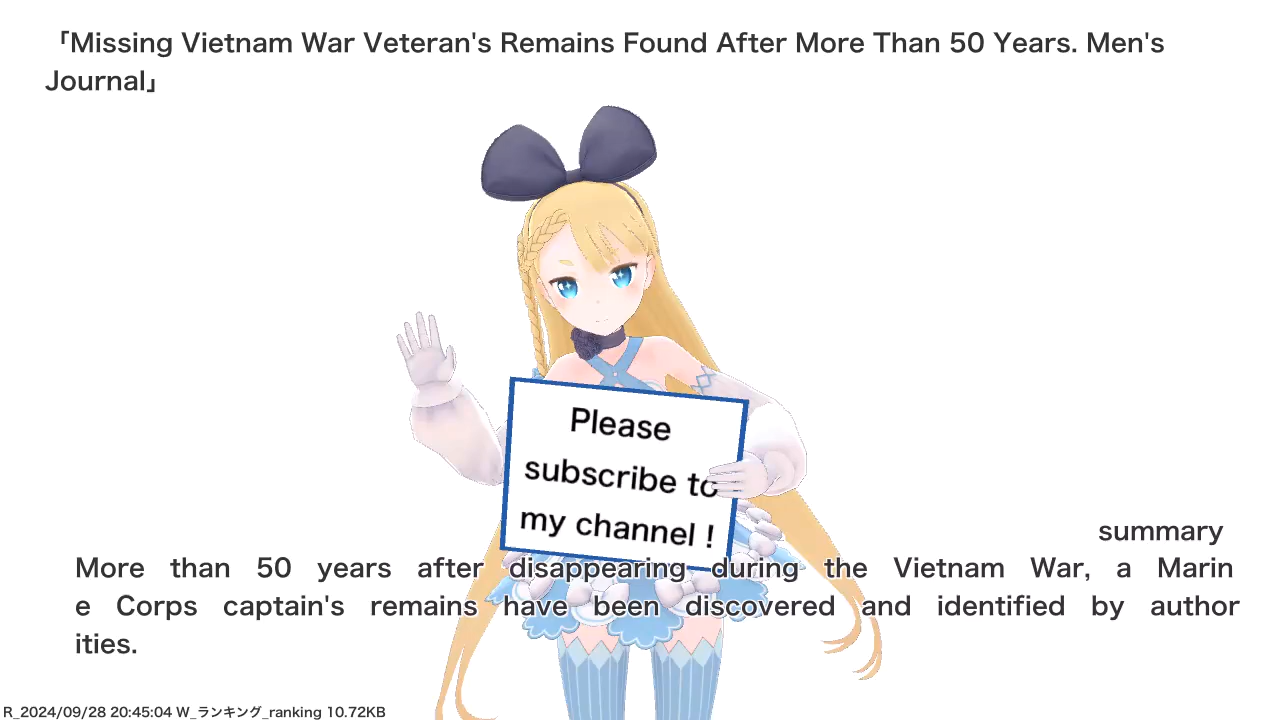 「Missing Vietnam War Veteran's Remains Found After More Than 50 Years. Men's
Journal」
Please
subscribe to
my channel !
summary
More than 50 years after disappearing during the Vietnam War, a Marin
e Corps captain's remains have been discovered and identified by author
ities.
R_2024/09/28 20:45:04 W_ランキング_ranking 10.72KB